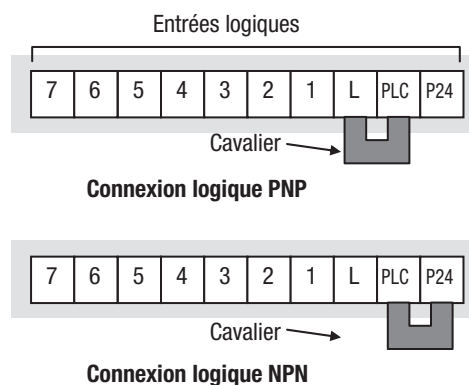 Entrées logiques
7 6 5 4 3 2 1 L PLC P24
Cavalier
Connexion logique PNP
7 6 5 4 3 2 1 L PLC P24
Cavalier
Connexion logique NPN